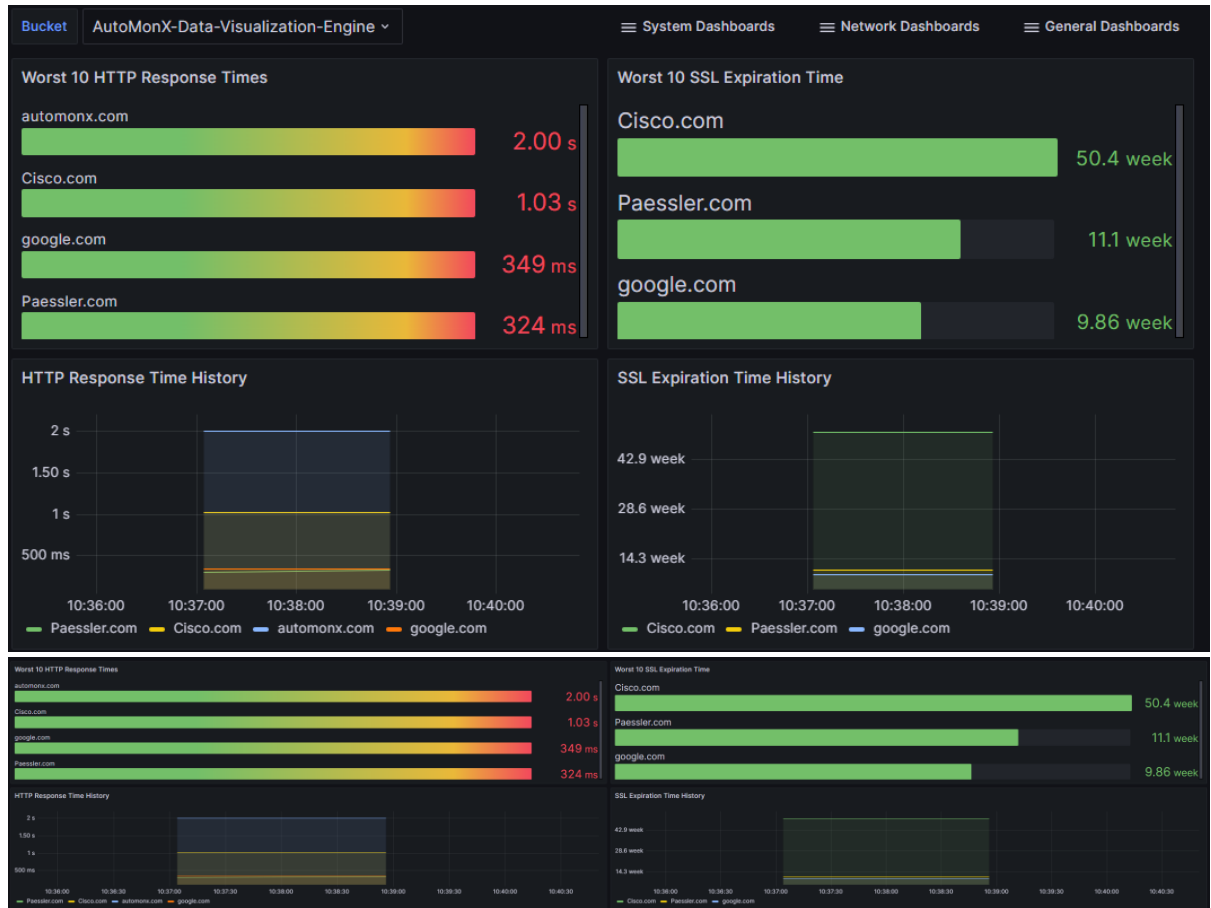 Bucket AutoMonX-Data-Visualization-Engine System Dashboards Network Dashboards General Dashboards
Worst 10 HTTP Response Times
automonx.com
2.00 s
Cisco.com
1.03 s
google.com
349 ms
Paessler.com
324 ms
Worst 10 SSL Expiration Time
Cisco.com
50.4 week
Paessler.com
11.1 week
google.com
9.86 week
HTTP Response Time History
2 s
1.50 s
1 s
500 ms
10:36:00 10:37:00 10:38:00 10:39:00 10:40:00
Paessler.com Cisco.com automonx.com google.com
SSL Expiration Time History
42.9 week
28.6 week
14.3 week
10:36:00 10:37:00 10:38:00 10:39:00 10:40:00
Cisco.com Paessler.com google.com
Worst 10 HTTP Response Times
automonx.com
2.00 s
Cisco.com
1.03 s
google.com
349 ms
Paessler.com
324 ms
Worst 10 SSL Expiration Time
Cisco.com
50.4 week
Paessler.com
11.1 week
google.com
9.86 week
HTTP Response Time History
2 s
1.50 s
1 s
500 ms
10:36:00 10:36:30 10:37:00 10:37:30 10:38:00 10:38:30 10:39:00 10:39:30 10:40:00 10:40:30
Paessler.com Cisco.com automonx.com google.com
SSL Expiration Time History
42.9 week
28.6 week
14.3 week
10:36:00 10:36:30 10:37:00 10:37:30 10:38:00 10:38:30 10:39:00 10:39:30 10:40:00 10:40:30
Cisco.com Paessler.com google.com